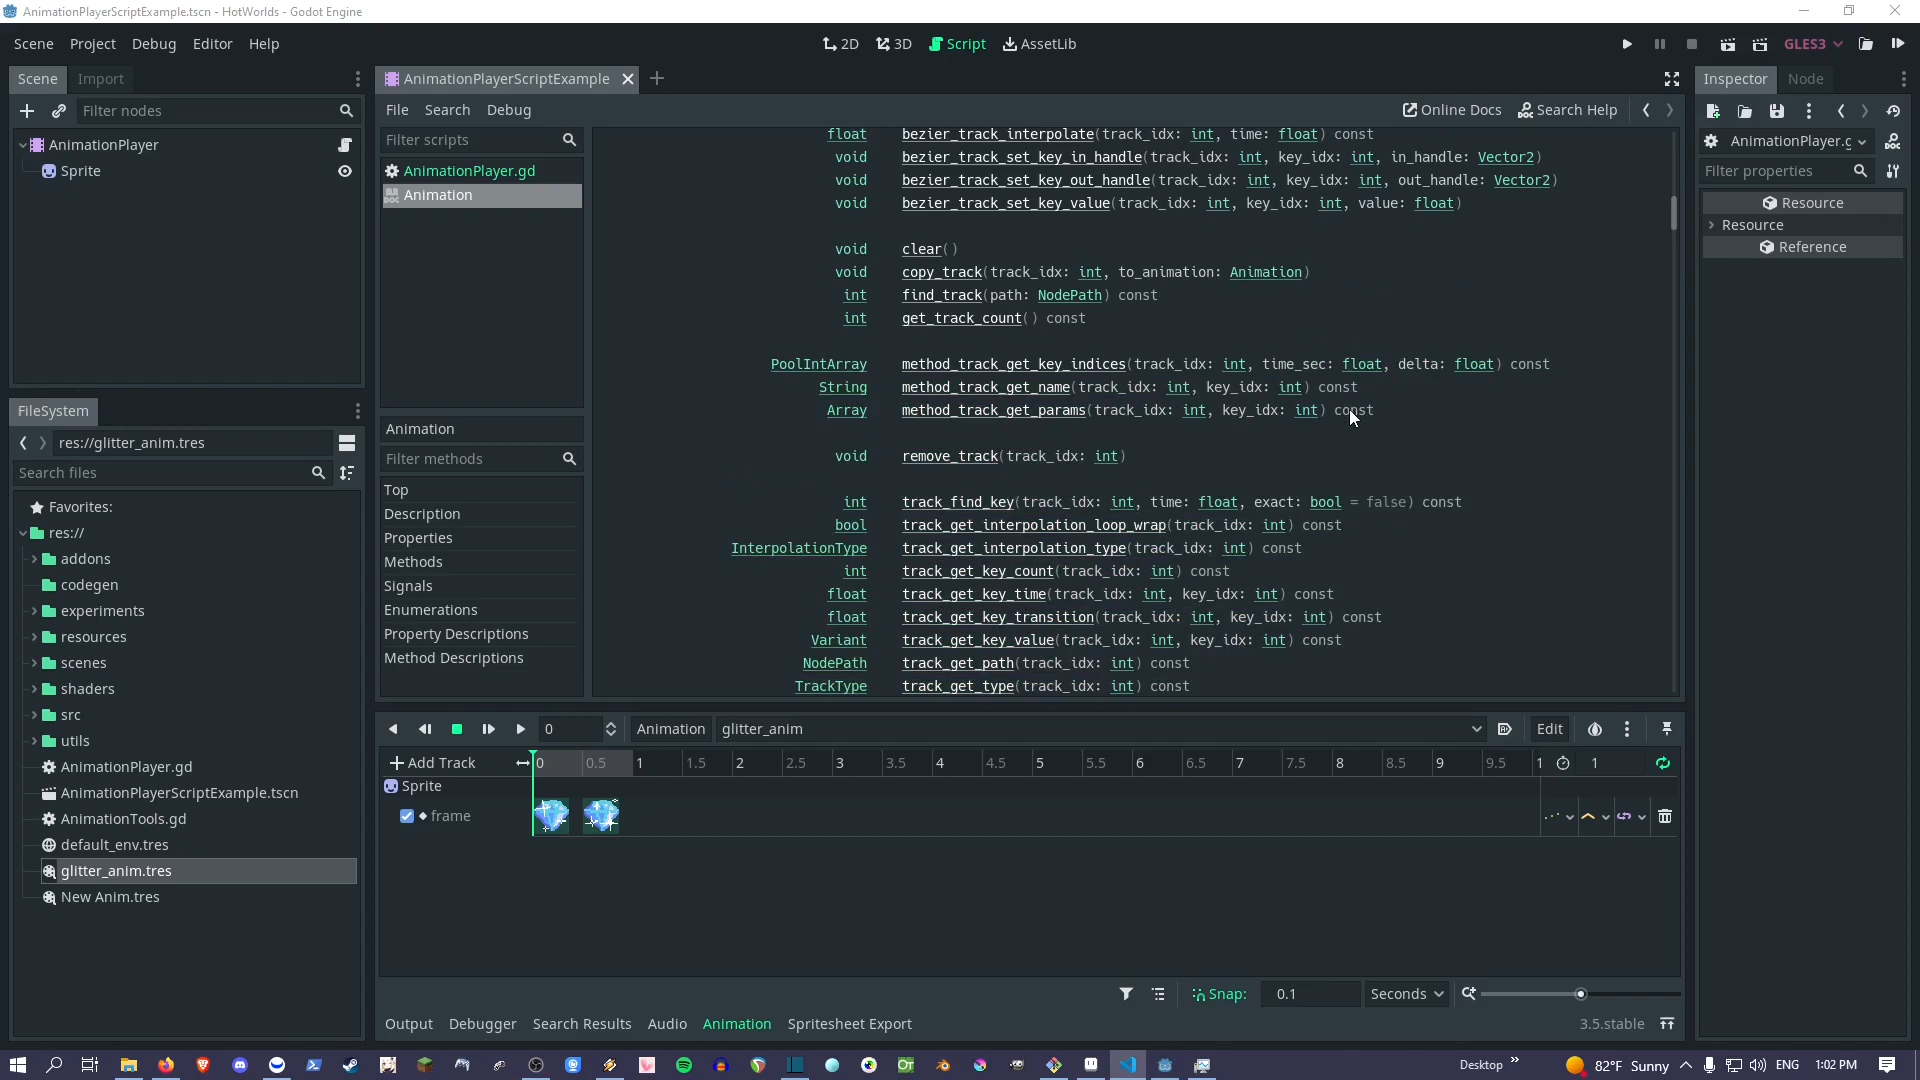 AnimationPlayerScriptExample.tscn - HotWorlds - Godot Engine
Scene Project Debug Editor Help
2D 3D Script AssetLib
GLES3
Scene Import
Filter nodes
AnimationPlayer
Sprite
FileSystem
res://glitter_anim.tres
Search files
Favorites:
res://
addons
codegen
experiments
resources
scenes
shaders
src
utils
AnimationPlayer.gd
AnimationPlayerScriptExample.tscn
AnimationTools.gd
default_env.tres
glitter_anim.tres
New Anim.tres
AnimationPlayerScriptExample
File Search Debug
Online Docs Search Help
Filter scripts
AnimationPlayer.gd
Animation
Animation
Filter methods
Top
Description
Properties
Methods
Signals
Enumerations
Property Descriptions
Method Descriptions
float bezier_track_interpolate(track_idx: int, time: float) const
void bezier_track_set_key_in_handle(track_idx: int, key_idx: int, in_handle: Vector2)
void bezier_track_set_key_out_handle(track_idx: int, key_idx: int, out_handle: Vector2)
void bezier_track_set_key_value(track_idx: int, key_idx: int, value: float)
void clear()
void copy_track(track_idx: int, to_animation: Animation)
int find_track(path: NodePath) const
int get_track_count() const
PoolIntArray method_track_get_key_indices(track_idx: int, time_sec: float, delta: float) const
String method_track_get_name(track_idx: int, key_idx: int) const
Array method_track_get_params(track_idx: int, key_idx: int) const
void remove_track(track_idx: int)
int track_find_key(track_idx: int, time: float, exact: bool = false) const
bool track_get_interpolation_loop_wrap(track_idx: int) const
InterpolationType track_get_interpolation_type(track_idx: int) const
int track_get_key_count(track_idx: int) const
float track_get_key_time(track_idx: int, key_idx: int) const
float track_get_key_transition(track_idx: int, key_idx: int) const
Variant track_get_key_value(track_idx: int, key_idx: int) const
NodePath track_get_path(track_idx: int) const
TrackType track_get_type(track_idx: int) const
0 Animation glitter_anim Edit
Add Track 0 0.5 1 1.5 2 2.5 3 3.5 4 4.5 5 5.5 6 6.5 7 7.5 8 8.5 9 9.5 1 1
Sprite
frame
Snap: 0.1 Seconds
Output Debugger Search Results Audio Animation Spritesheet Export 3.5.stable
Inspector Node
AnimationPlayer.g
Filter properties
Resource
Resource
Reference
Desktop 82°F Sunny ENG 1:02 PM